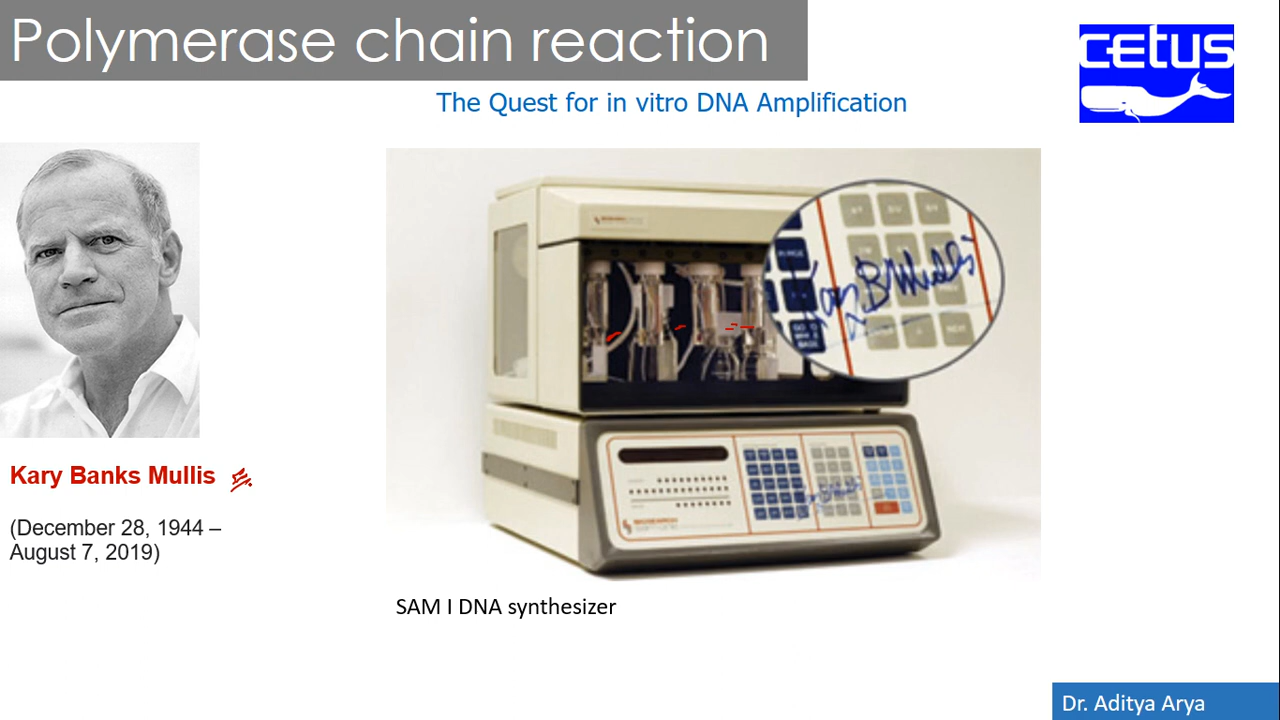 Polymerase chain reaction
cetus
The Quest for in vitro DNA Amplification
Kary Banks Mullis
(December 28, 1944 –
August 7, 2019)
BIOSEARCH
SAM I DNA synthesizer
Dr. Aditya Arya